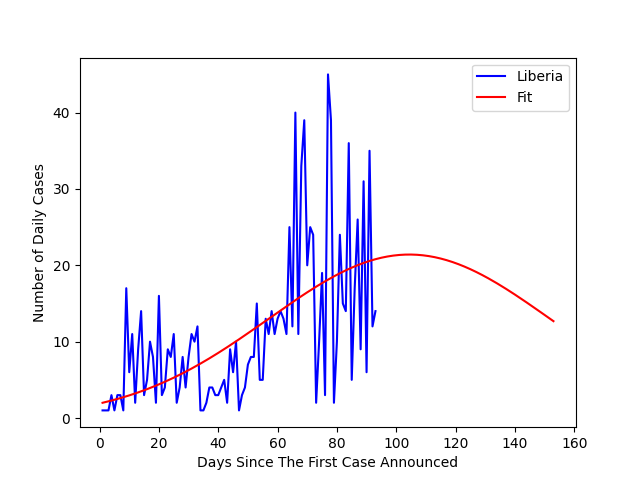 Liberia
Fit
Number of Daily Cases
40
30
20
10
0
0 20 40 60 80 100 120 140 160
Days Since The First Case Announced